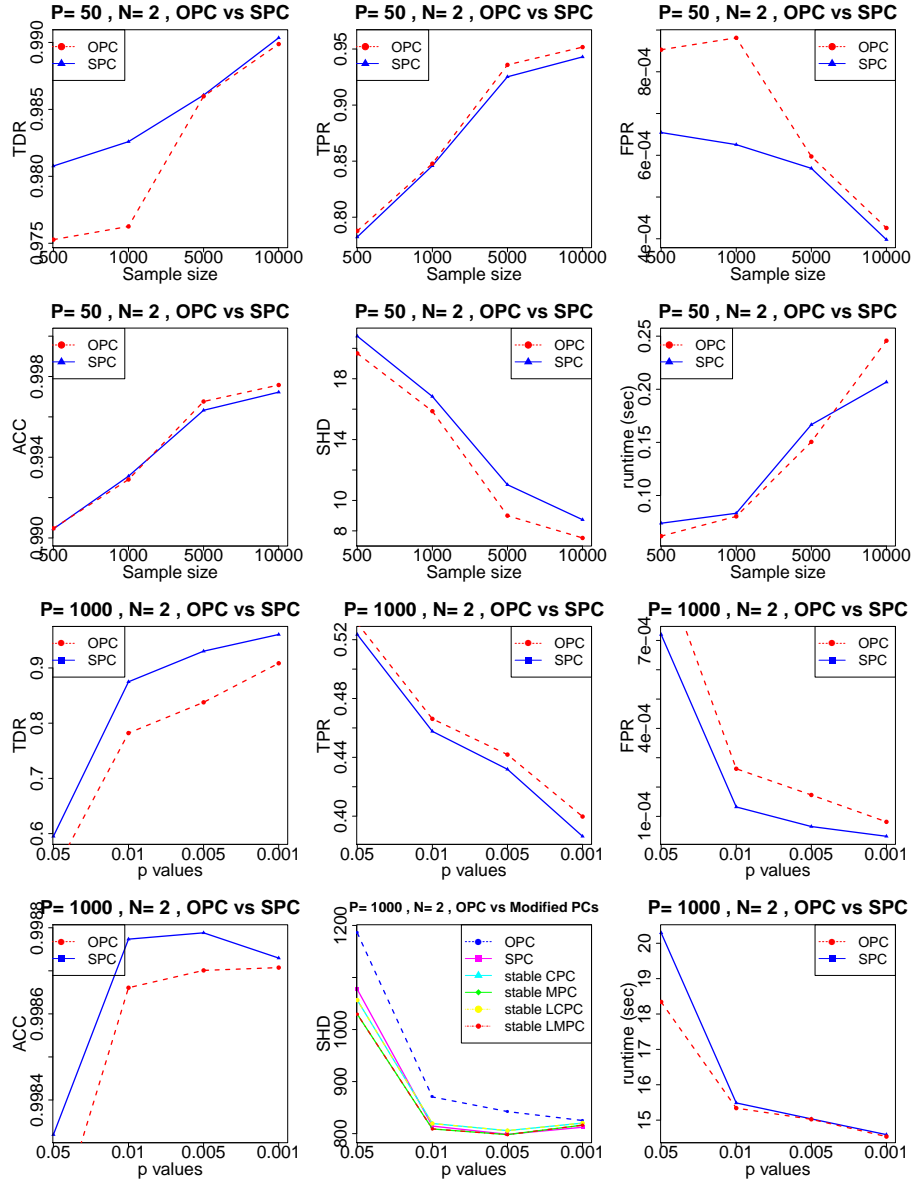 P= 50 , N= 2 , OPC vs SPC
TDR
0.990
0.985
0.980
0.975
OPC
SPC
500 1000 5000 10000
Sample size
P= 50 , N= 2 , OPC vs SPC
TPR
0.95
0.90
0.85
0.80
OPC
SPC
500 1000 5000 10000
Sample size
P= 50 , N= 2 , OPC vs SPC
FPR
8e−04
6e−04
4e−04
OPC
SPC
500 1000 5000 10000
Sample size
P= 50 , N= 2 , OPC vs SPC
ACC
0.998
0.994
0.990
OPC
SPC
500 1000 5000 10000
Sample size
P= 50 , N= 2 , OPC vs SPC
SHD
18
14
10
8
OPC
SPC
500 1000 5000 10000
Sample size
P= 50 , N= 2 , OPC vs SPC
runtime (sec)
0.25
0.20
0.15
0.10
OPC
SPC
500 1000 5000 10000
Sample size
P= 1000 , N= 2 , OPC vs SPC
TDR
0.9
0.8
0.7
0.6
OPC
SPC
0.05 0.01 0.005 0.001
p values
P= 1000 , N= 2 , OPC vs SPC
TPR
0.52
0.48
0.44
0.40
OPC
SPC
0.05 0.01 0.005 0.001
p values
P= 1000 , N= 2 , OPC vs SPC
FPR
7e−04
4e−04
1e−04
OPC
SPC
0.05 0.01 0.005 0.001
p values
P= 1000 , N= 2 , OPC vs SPC
ACC
0.9988
0.9986
0.9984
OPC
SPC
0.05 0.01 0.005 0.001
p values
P= 1000 , N= 2 , OPC vs Modified PCs
SHD
1200
1000
900
800
OPC
SPC
stable CPC
stable MPC
stable LCPC
stable LMPC
0.05 0.01 0.005 0.001
p values
P= 1000 , N= 2 , OPC vs SPC
runtime (sec)
20
19
18
17
16
15
OPC
SPC
0.05 0.01 0.005 0.001
p values